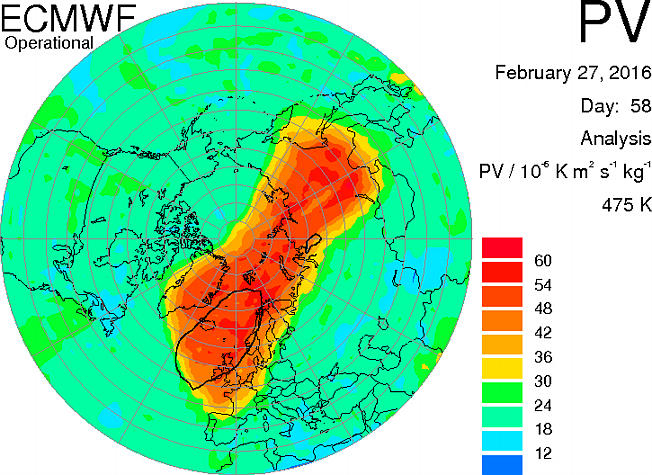 ECMWF
Operational
PV
February 27, 2016
Day: 58
Analysis
PV / 10⁻⁶ K m² s⁻¹ kg⁻¹
475 K
60
54
48
42
36
30
24
18
12